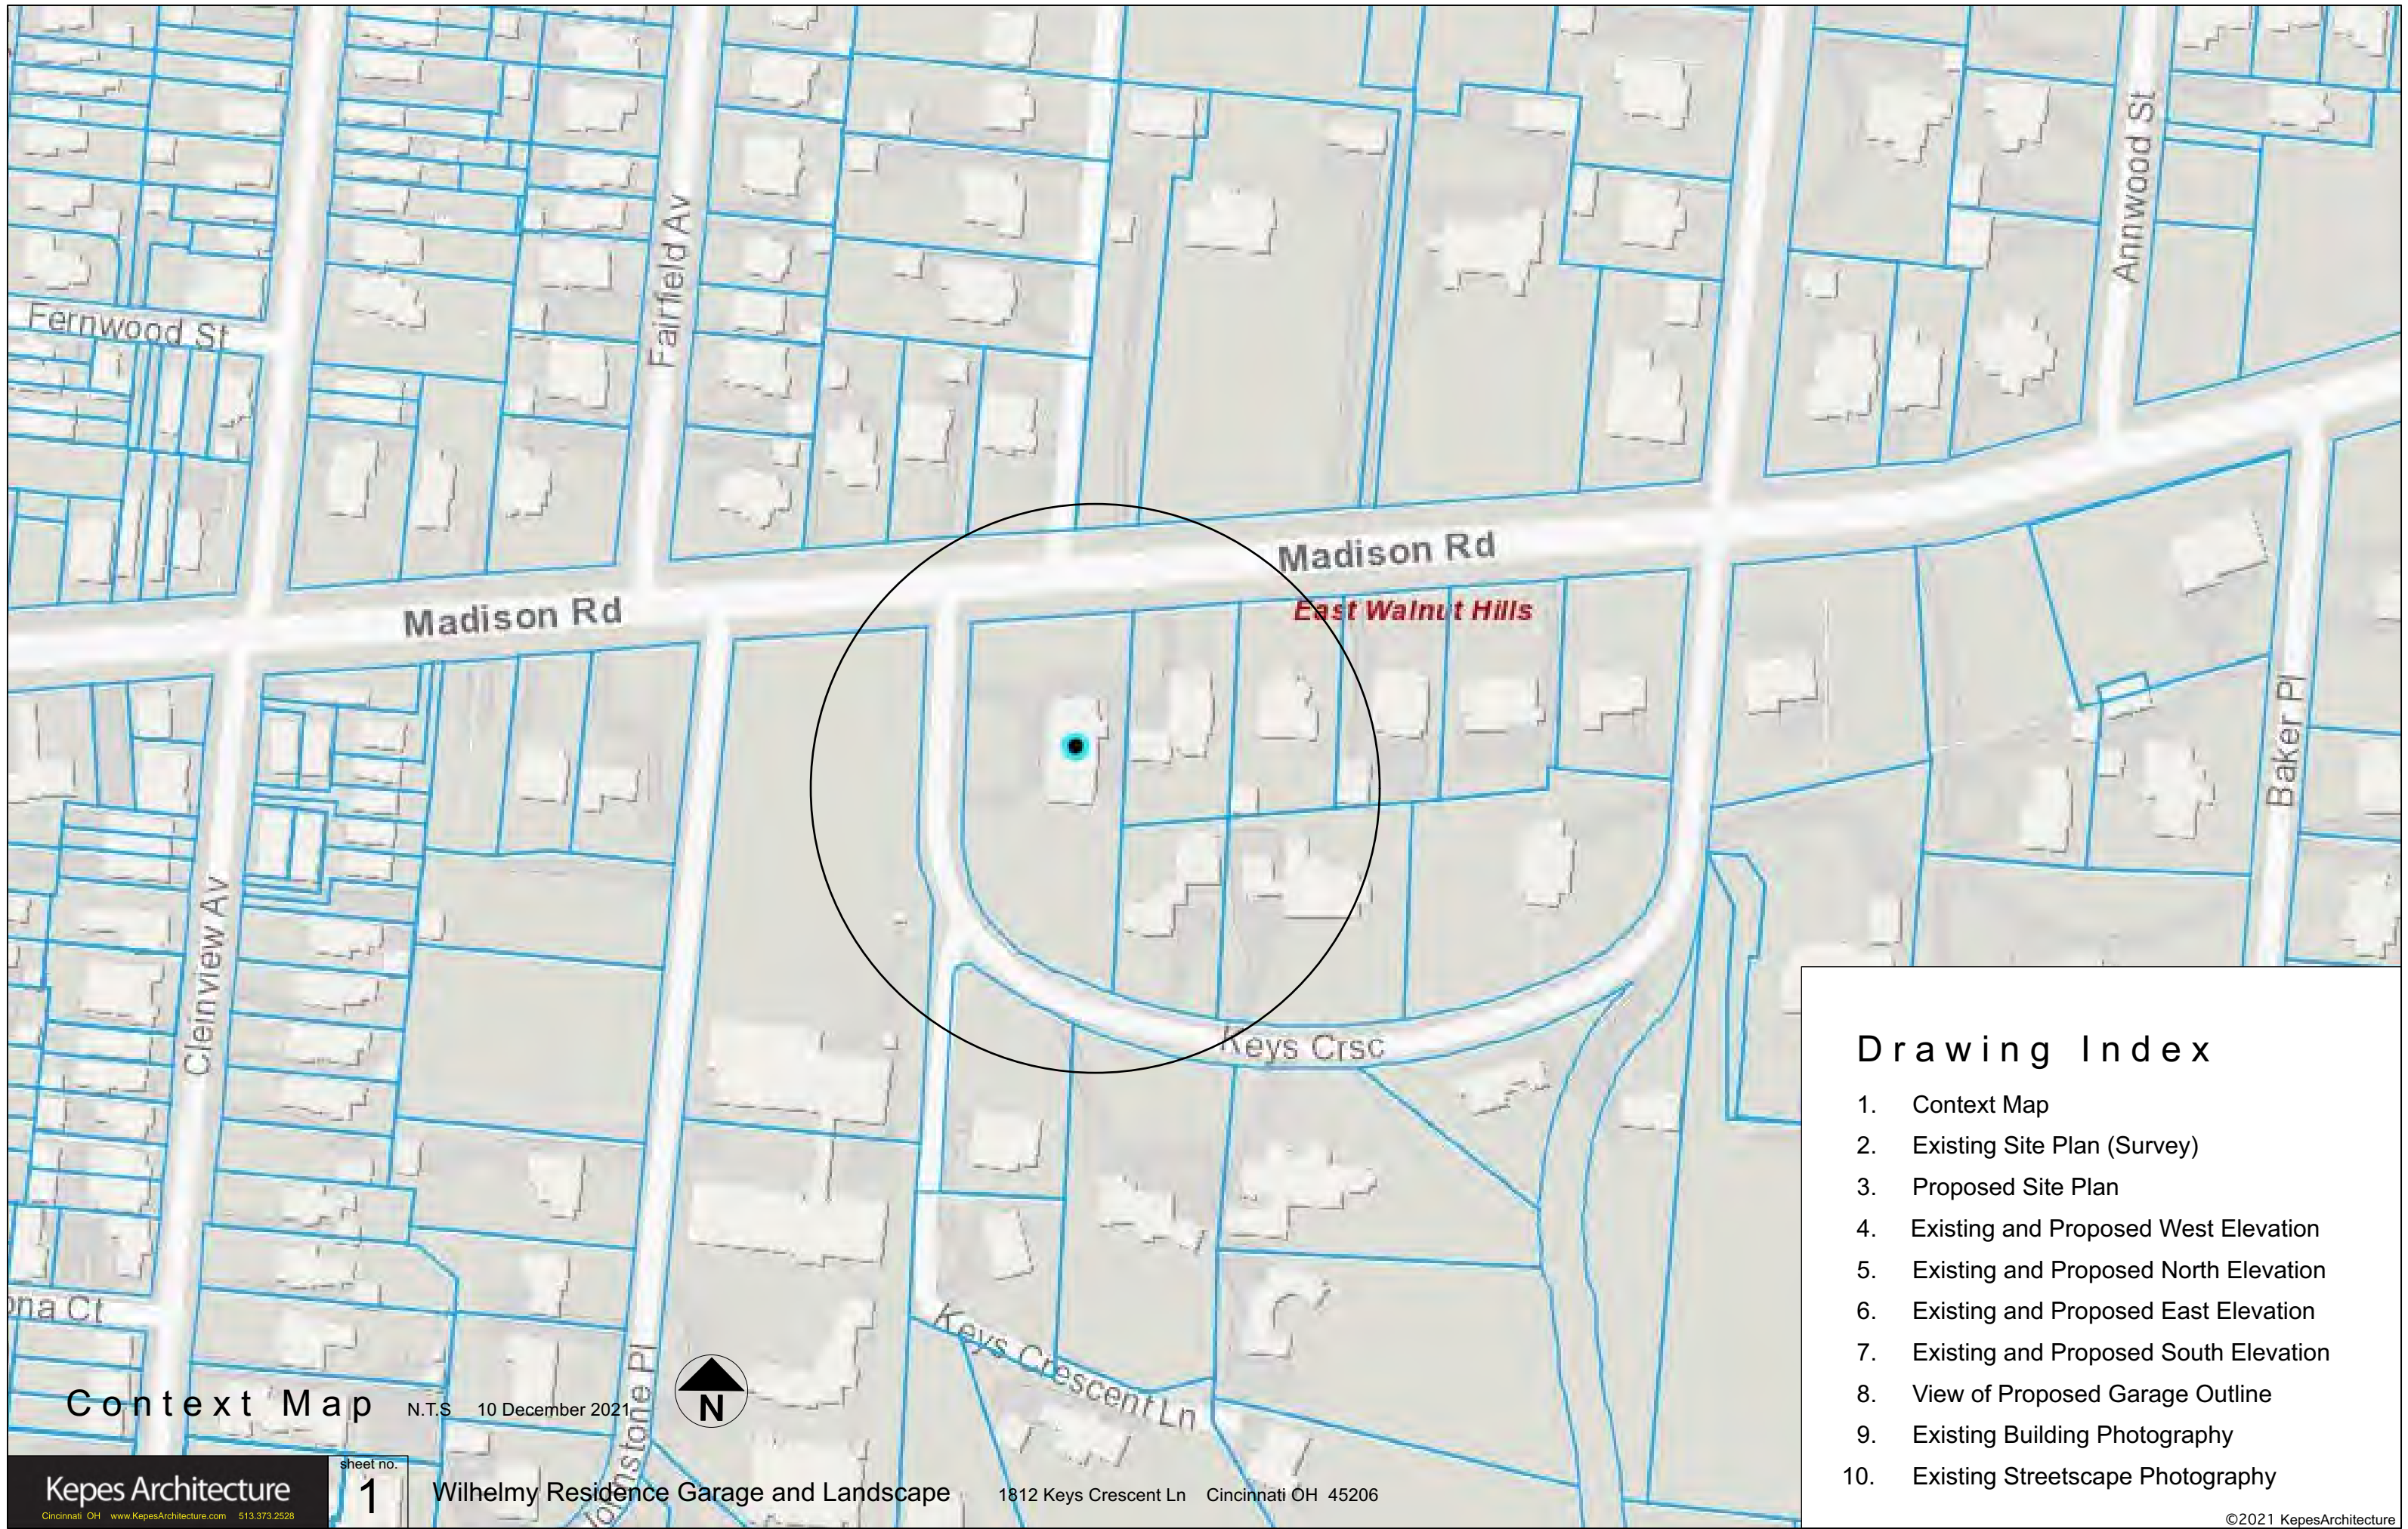 Annwood St
Fairfield Av
Fernwood St
Madison Rd
East Walnut Hills
Madison Rd
Baker Pl
Cleinview Av
Keys Crsc
ona Ct
Keys Crescent Ln
Johnstone Pl
Drawing Index
1. Context Map
2. Existing Site Plan (Survey)
3. Proposed Site Plan
4. Existing and Proposed West Elevation
5. Existing and Proposed North Elevation
6. Existing and Proposed East Elevation
7. Existing and Proposed South Elevation
8. View of Proposed Garage Outline
9. Existing Building Photography
10. Existing Streetscape Photography
Context Map N.T.S 10 December 2021
N
Kepes Architecture
Cincinnati OH www.KepesArchitecture.com 513.373.2528
sheet no.
1
Wilhelmy Residence Garage and Landscape 1812 Keys Crescent Ln Cincinnati OH 45206
©2021 KepesArchitecture